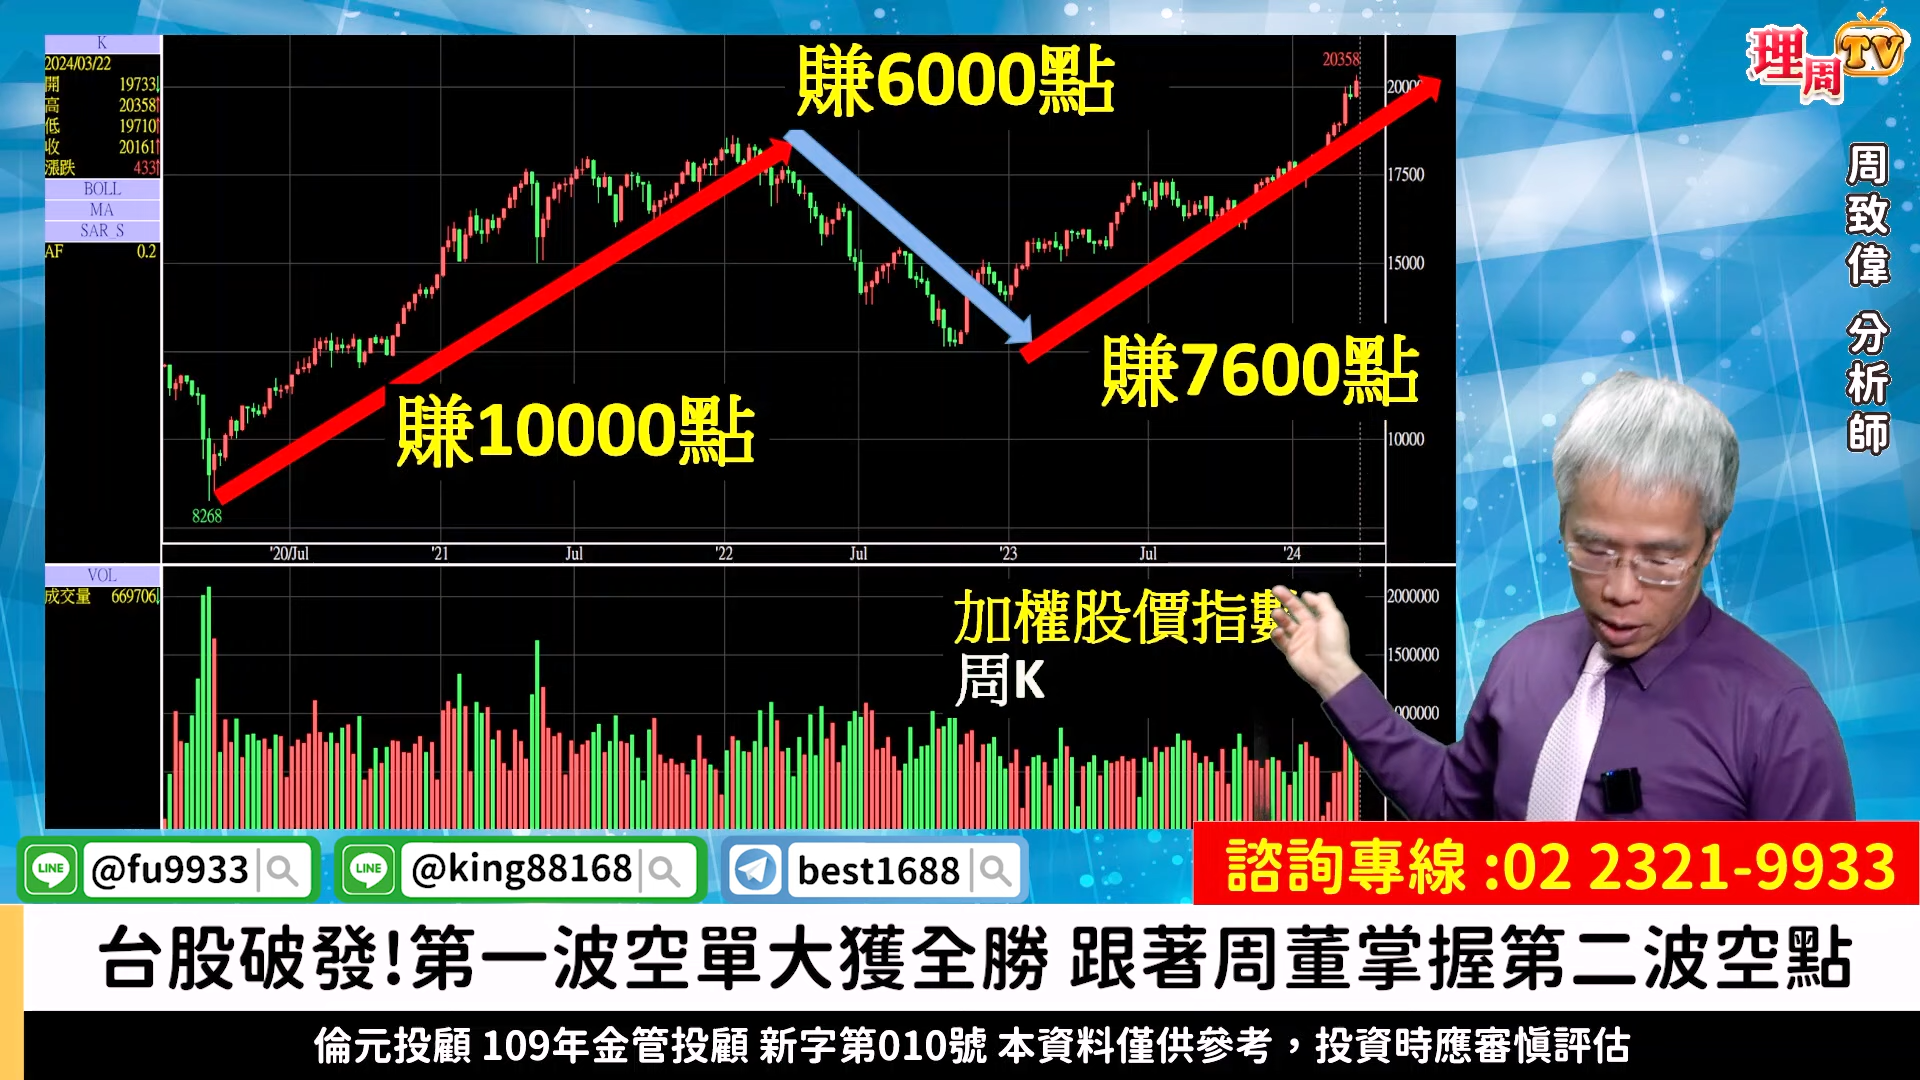 K
2024/03/22
開 19733
高 20358
低 19710
收 20161
漲跌 433
BOLL
MA
SAR_S
AF 0.2
賺6000點
20358
20000
17500
15000
10000
賺10000點
賺7600點
8268
'20/Jul '21 Jul '22 Jul '23 Jul '24
VOL
成交量 669706
加權股價指數
周K
2000000
1500000
理周TV
周致偉 分析師
LINE @fu9933
LINE @king88168
best1688
諮詢專線 :02 2321-9933
台股破發!第一波空單大獲全勝 跟著周董掌握第二波空點
倫元投顧 109年金管投顧 新字第010號 本資料僅供參考，投資時應審慎評估